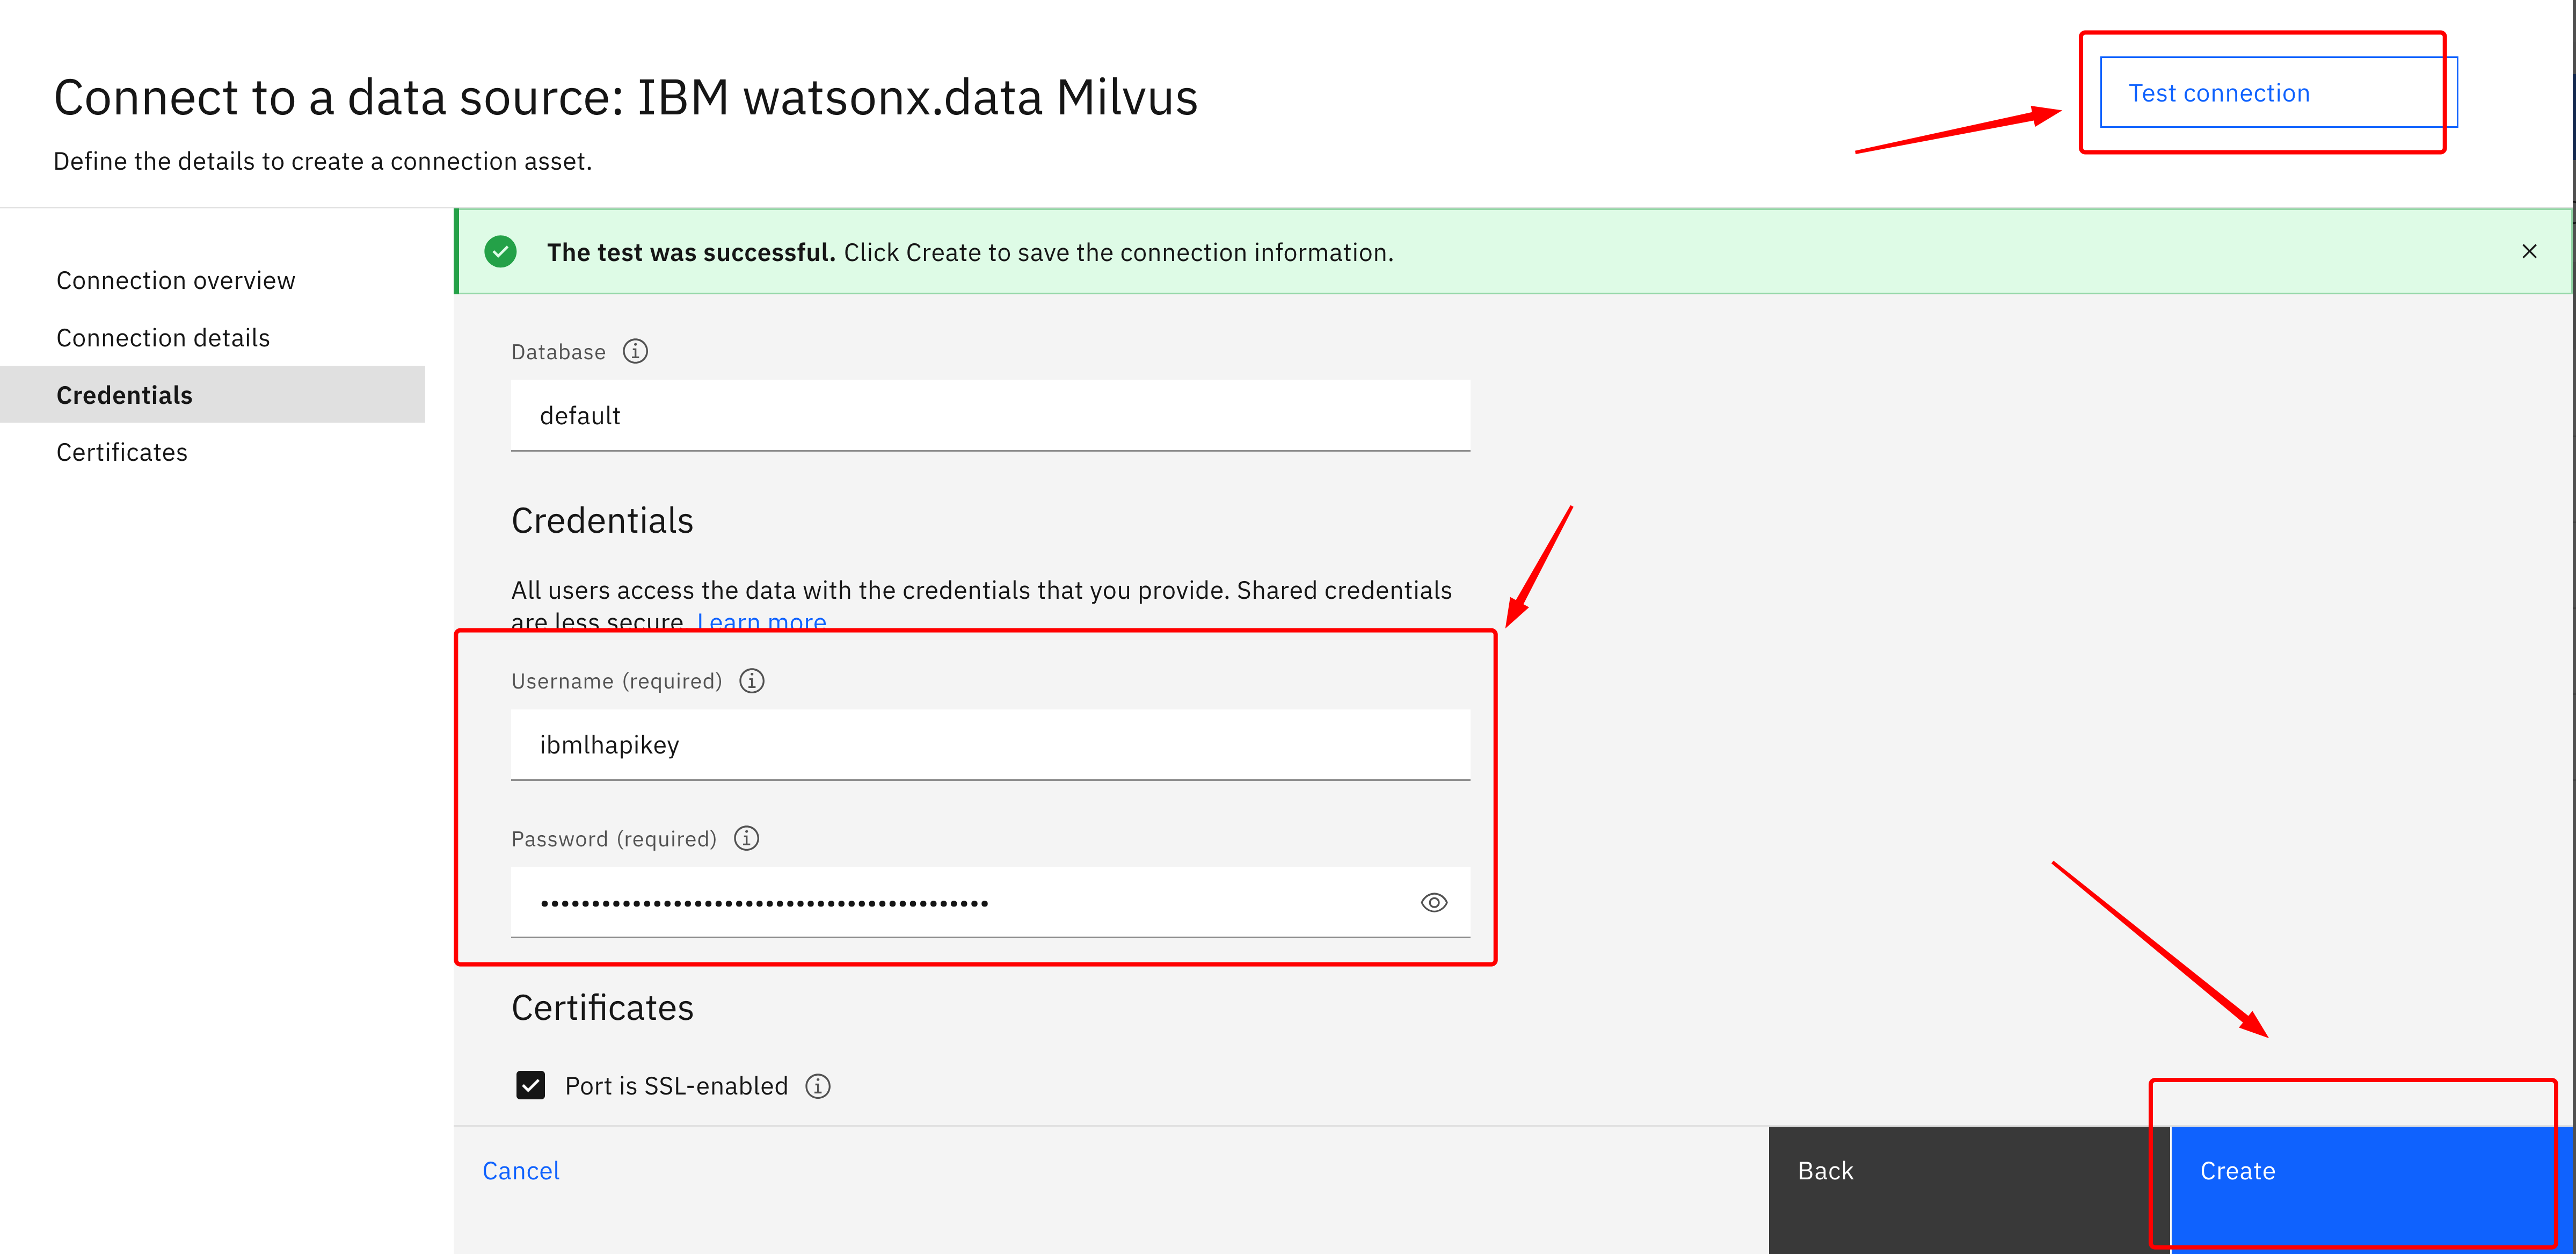 Connect to a data source: IBM watsonx.data Milvus
Test connection
Define the details to create a connection asset.
Connection overview
Connection details
Credentials
Certificates
The test was successful. Click Create to save the connection information.
Database
default
Credentials
All users access the data with the credentials that you provide. Shared credentials
are less secure. Learn more
Username (required)
ibmlhapikey
Password (required)
••••••••••••••••••••••••••••••••••••••••••••
Certificates
Port is SSL-enabled
Cancel
Back
Create